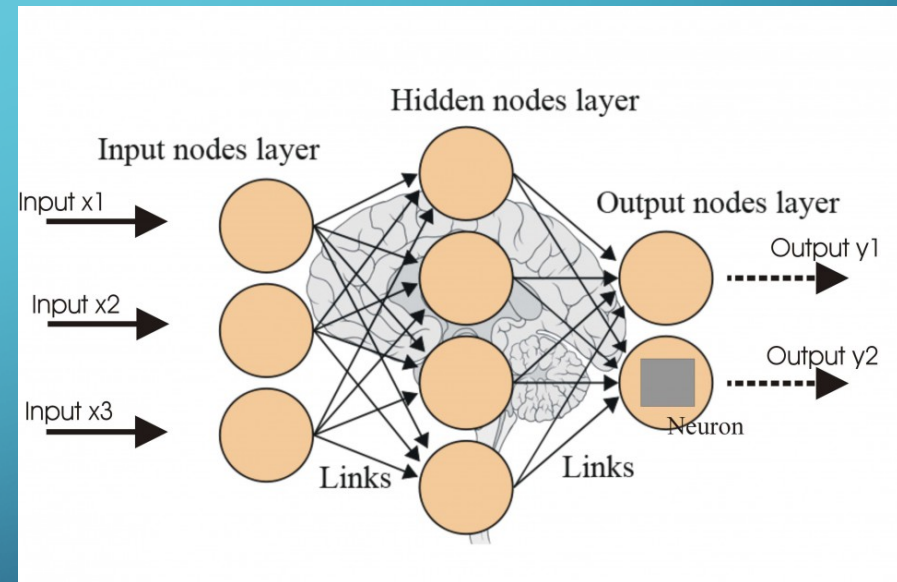 Hidden nodes layer
Input nodes layer
Input x1
Output nodes layer
Output y1
Input x2
Output y2
Input x3
Neuron
Links
Links